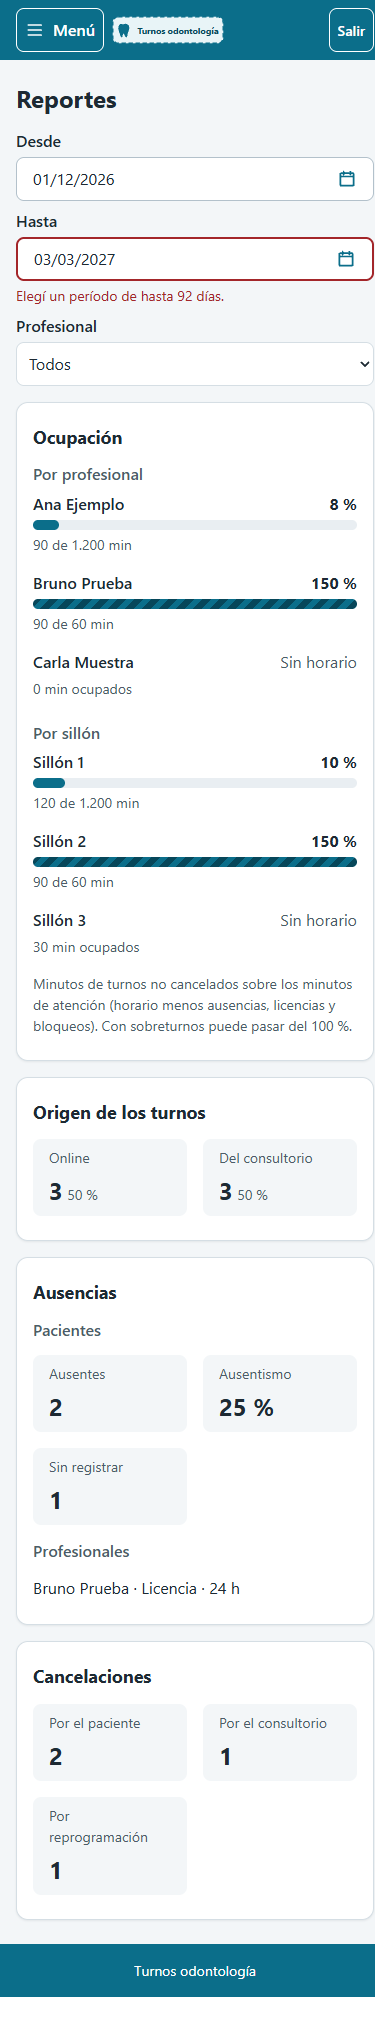 Menú
Turnos odontología
Salir
Reportes
Desde
01/12/2026
Hasta
03/03/2027
Elegí un período de hasta 92 días.
Profesional
Todos
Ocupación
Por profesional
Ana Ejemplo 8 %
90 de 1.200 min
Bruno Prueba 150 %
90 de 60 min
Carla Muestra Sin horario
0 min ocupados
Por sillón
Sillón 1 10 %
120 de 1.200 min
Sillón 2 150 %
90 de 60 min
Sillón 3 Sin horario
30 min ocupados
Minutos de turnos no cancelados sobre los minutos
de atención (horario menos ausencias, licencias y
bloqueos). Con sobreturnos puede pasar del 100 %.
Origen de los turnos
Online
3 50 %
Del consultorio
3 50 %
Ausencias
Pacientes
Ausentes
2
Ausentismo
25 %
Sin registrar
1
Profesionales
Bruno Prueba · Licencia · 24 h
Cancelaciones
Por el paciente
2
Por el consultorio
1
Por
reprogramación
1
Turnos odontología